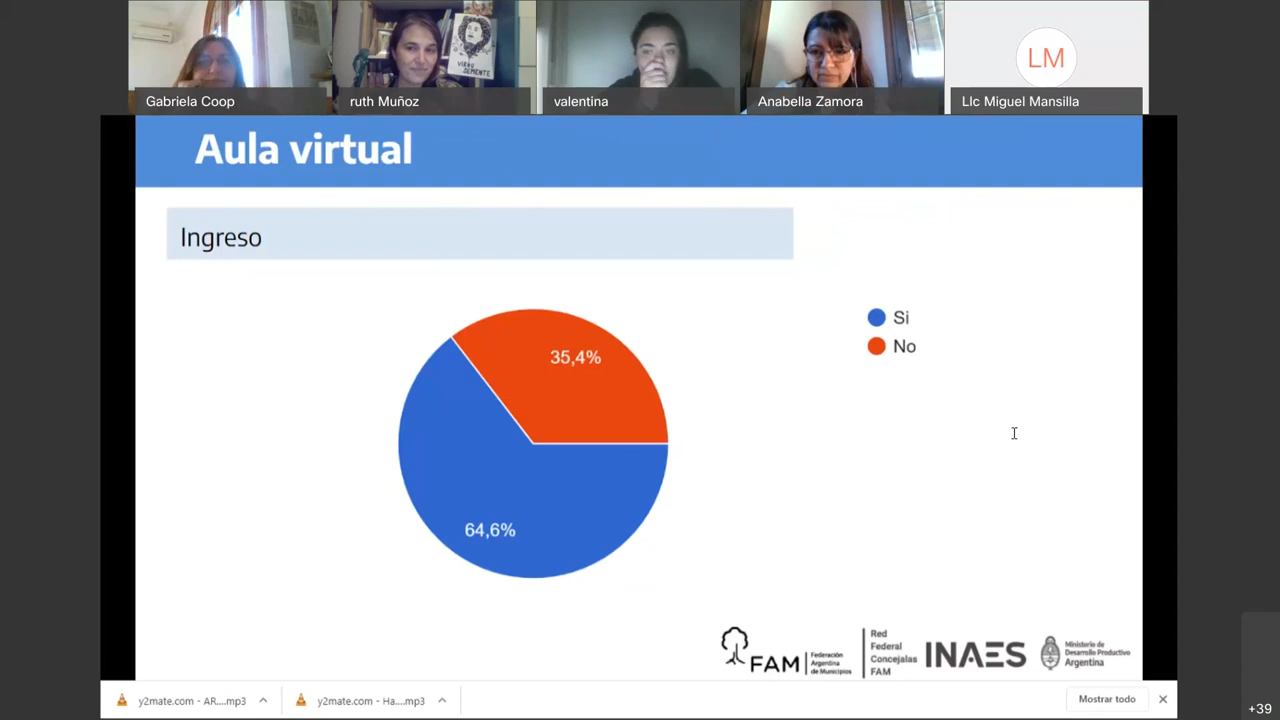 VIRGO
DEMENTE
LM
Gabriela Coop
ruth Muñoz
valentina
Anabella Zamora
Llc Miguel Mansilla
Aula virtual
Ingreso
Si
No
35,4%
64,6%
FAM
Federación
Argentina
de Municipios
Red
Federal
Concejalas
FAM
INAES
Ministerio de
Desarrollo Productivo
Argentina
y2mate.com - AR....mp3
y2mate.com - Ha....mp3
Mostrar todo
+39